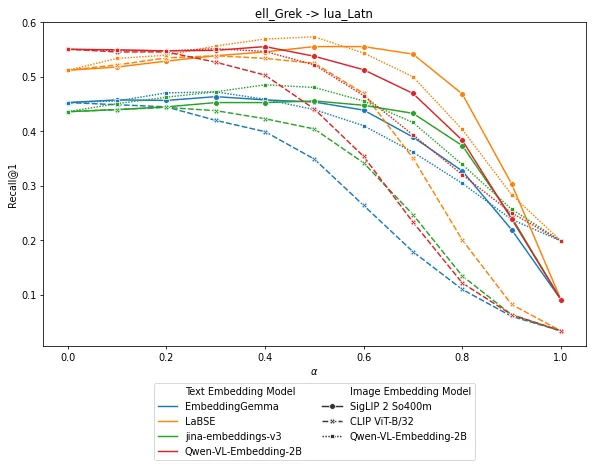 ell_Grek -> lua_Latn
0.6
0.5
0.4
0.3
0.2
0.1
Recall@1
0.0 0.2 0.4 0.6 0.8 1.0
α
Text Embedding Model Image Embedding Model
EmbeddingGemma SigLIP 2 So400m
LaBSE CLIP ViT-B/32
jina-embeddings-v3 Qwen-VL-Embedding-2B
Qwen-VL-Embedding-2B